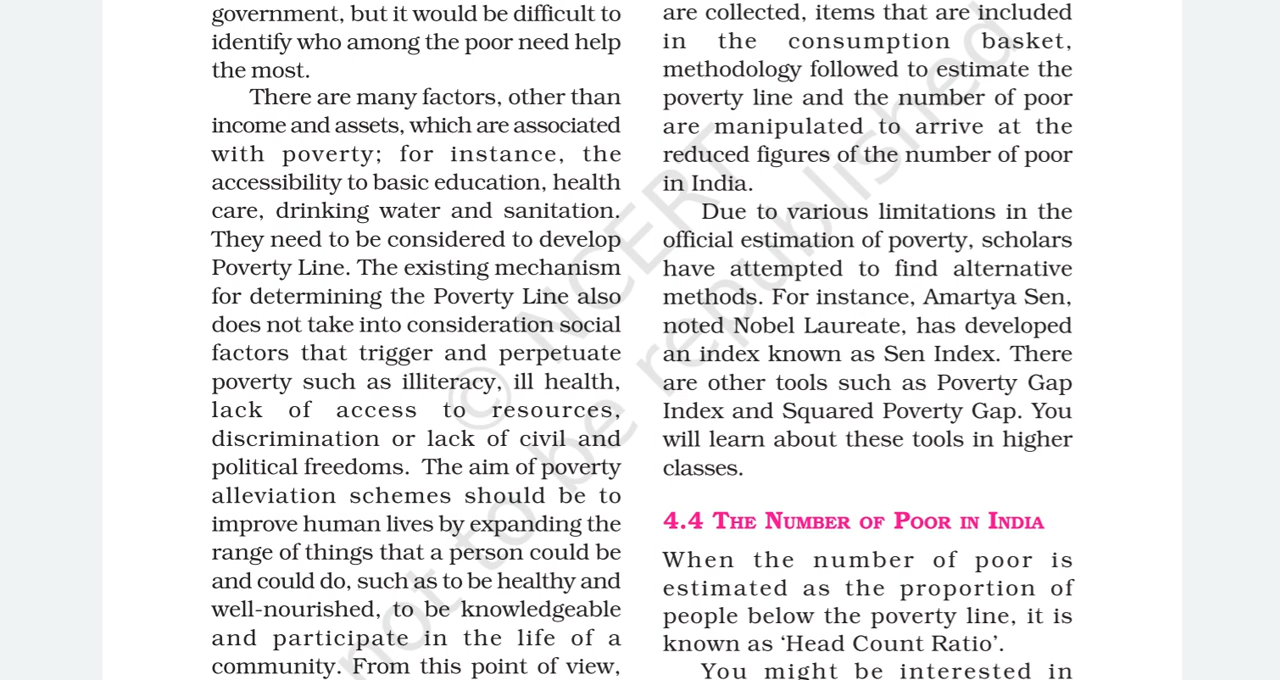 government, but it would be difficult to
identify who among the poor need help
the most.
There are many factors, other than
income and assets, which are associated
with poverty; for instance, the
accessibility to basic education, health
care, drinking water and sanitation.
They need to be considered to develop
Poverty Line. The existing mechanism
for determining the Poverty Line also
does not take into consideration social
factors that trigger and perpetuate
poverty such as illiteracy, ill health,
lack of access to resources,
discrimination or lack of civil and
political freedoms. The aim of poverty
alleviation schemes should be to
improve human lives by expanding the
range of things that a person could be
and could do, such as to be healthy and
well-nourished, to be knowledgeable
and participate in the life of a
community. From this point of view,
are collected, items that are included
in the consumption basket,
methodology followed to estimate the
poverty line and the number of poor
are manipulated to arrive at the
reduced figures of the number of poor
in India.
Due to various limitations in the
official estimation of poverty, scholars
have attempted to find alternative
methods. For instance, Amartya Sen,
noted Nobel Laureate, has developed
an index known as Sen Index. There
are other tools such as Poverty Gap
Index and Squared Poverty Gap. You
will learn about these tools in higher
classes.
4.4 THE NUMBER OF POOR IN INDIA
When the number of poor is
estimated as the proportion of
people below the poverty line, it is
known as ‘Head Count Ratio’.
You might be interested in
© NCERT
not to be republished